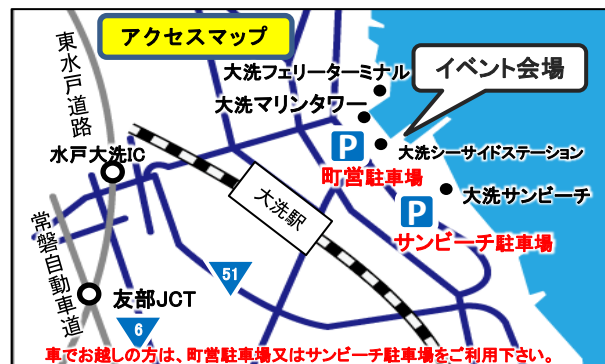 アクセスマップ
東水戸道路
大洗フェリーターミナル
イベント会場
大洗マリンタワー
水戸大洗IC
P
大洗シーサイドステーション
町営駐車場
大洗駅
大洗サンビーチ
P
サンビーチ駐車場
常磐自動車道
51
友部JCT
6
車でお越しの方は、町営駐車場又はサンビーチ駐車場をご利用下さい。